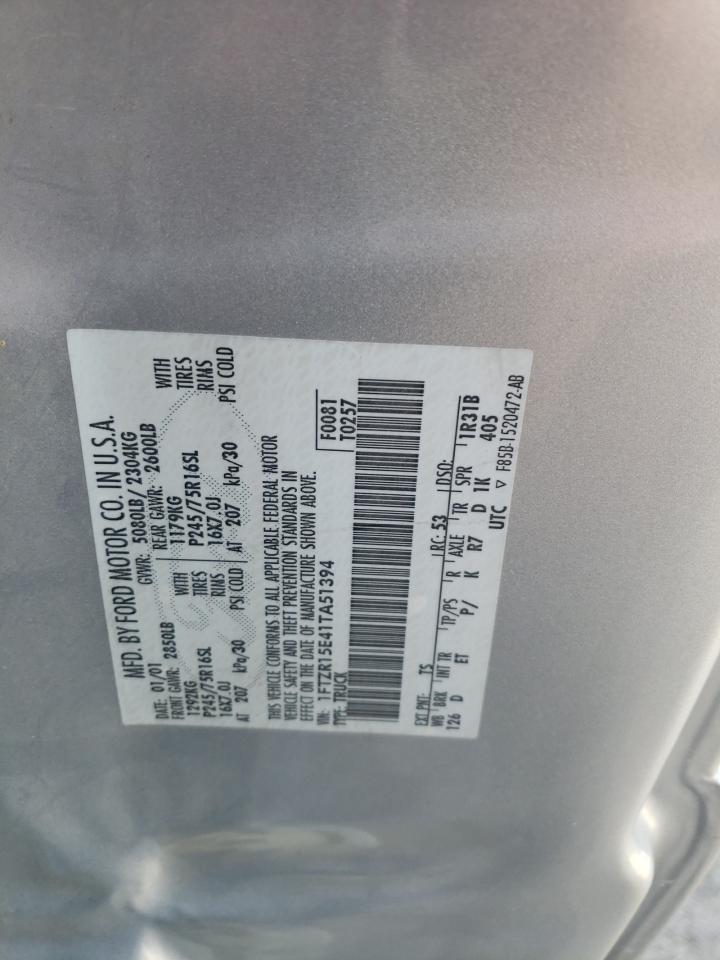 MFD. BY FORD MOTOR CO. IN U.S.A.
DATE: 01/01 GVWR: 5080LB/ 2304KG
FRONT GAWR: 2850LB REAR GAWR: 2600LB
1292KG WITH 1179KG WITH
P245/75R16SL TIRES P245/75R16SL TIRES
16X7.0J RIMS 16X7.0J RIMS
AT 207 kPa/30 PSI COLD AT 207 kPa/30 PSI COLD
THIS VEHICLE CONFORMS TO ALL APPLICABLE FEDERAL MOTOR
VEHICLE SAFETY AND THEFT PREVENTION STANDARDS IN
EFFECT ON THE DATE OF MANUFACTURE SHOWN ABOVE.
VIN: 1FTZR15E41TA51394 F0081
TYPE: TRUCK T0257
EXT PNT: TS RC: 53 DSO:
WB BRK INT TR TP/PS R AXLE TR SPR 1R31B
126 D ET P/ K R7 D 1K 405
UTC ▽ F85B-1520472-AB